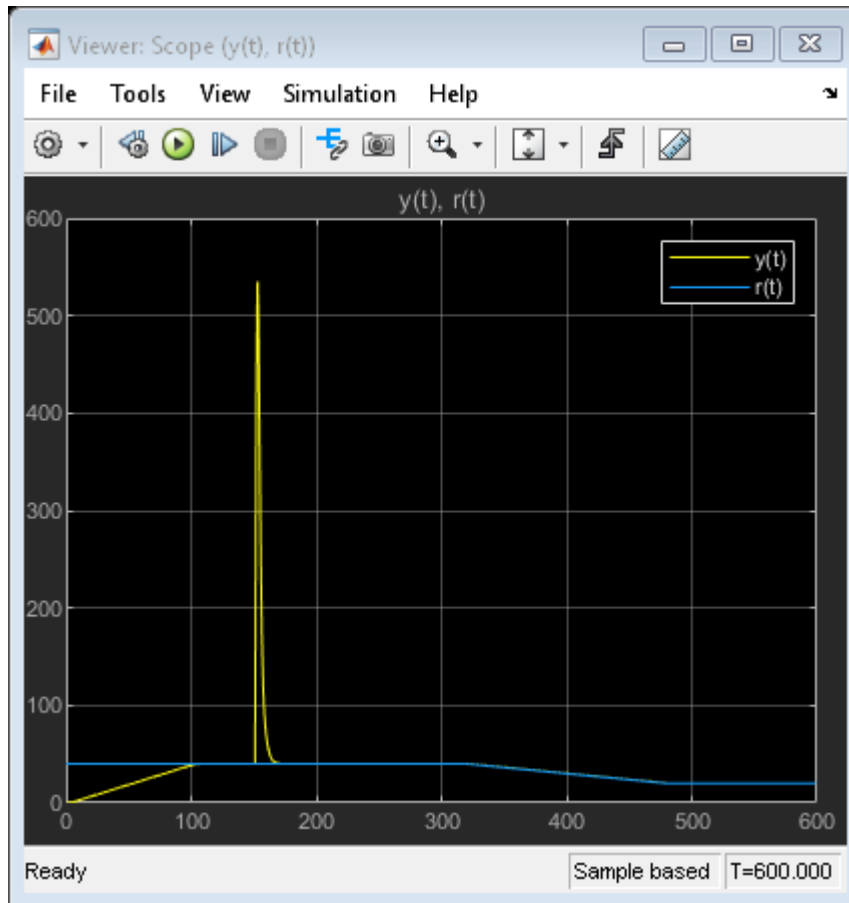 Viewer: Scope (y(t), r(t))
File Tools View Simulation Help
y(t), r(t)
600
y(t)
r(t)
500
400
300
200
100
0
0 100 200 300 400 500 600
Ready Sample based T=600.000